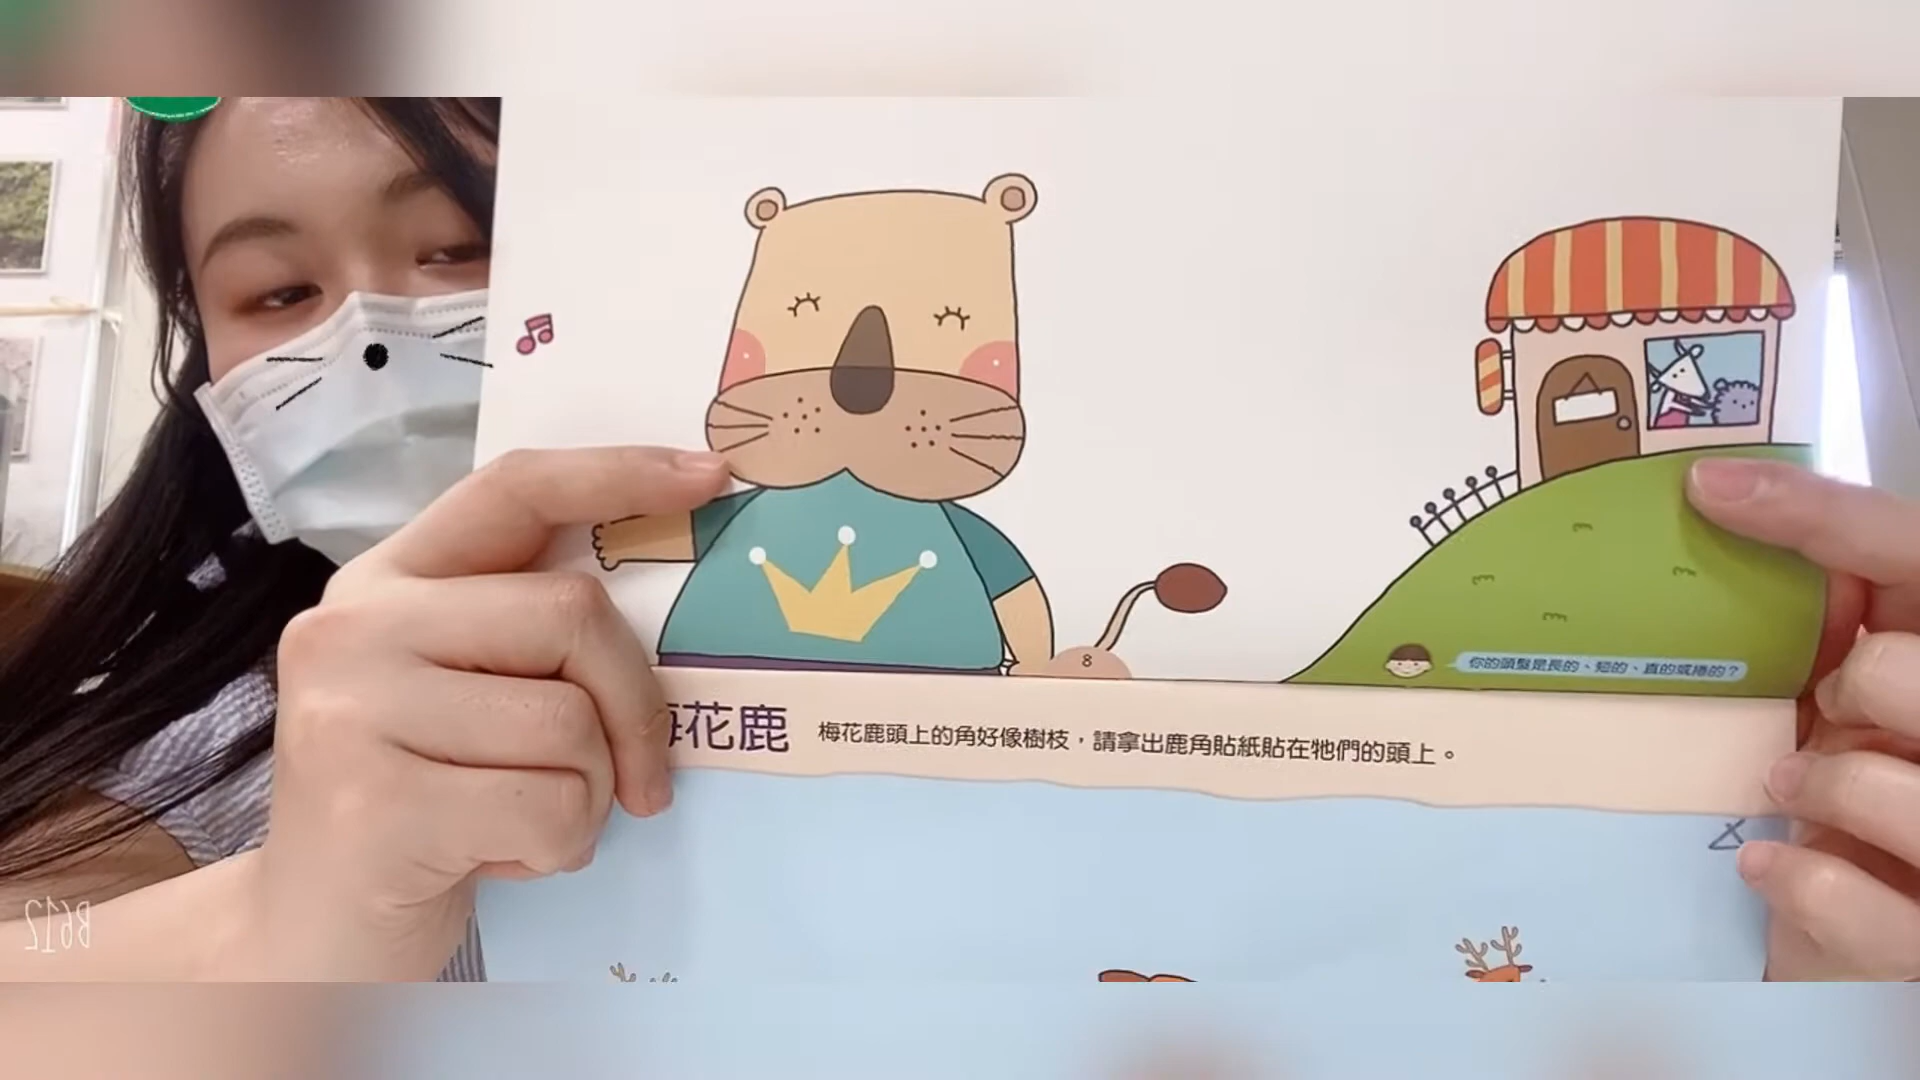 8
你的頭髮是長的、短的、直的或捲的？
梅花鹿
梅花鹿頭上的角好像樹枝，請拿出鹿角貼紙貼在牠們的頭上。
B612